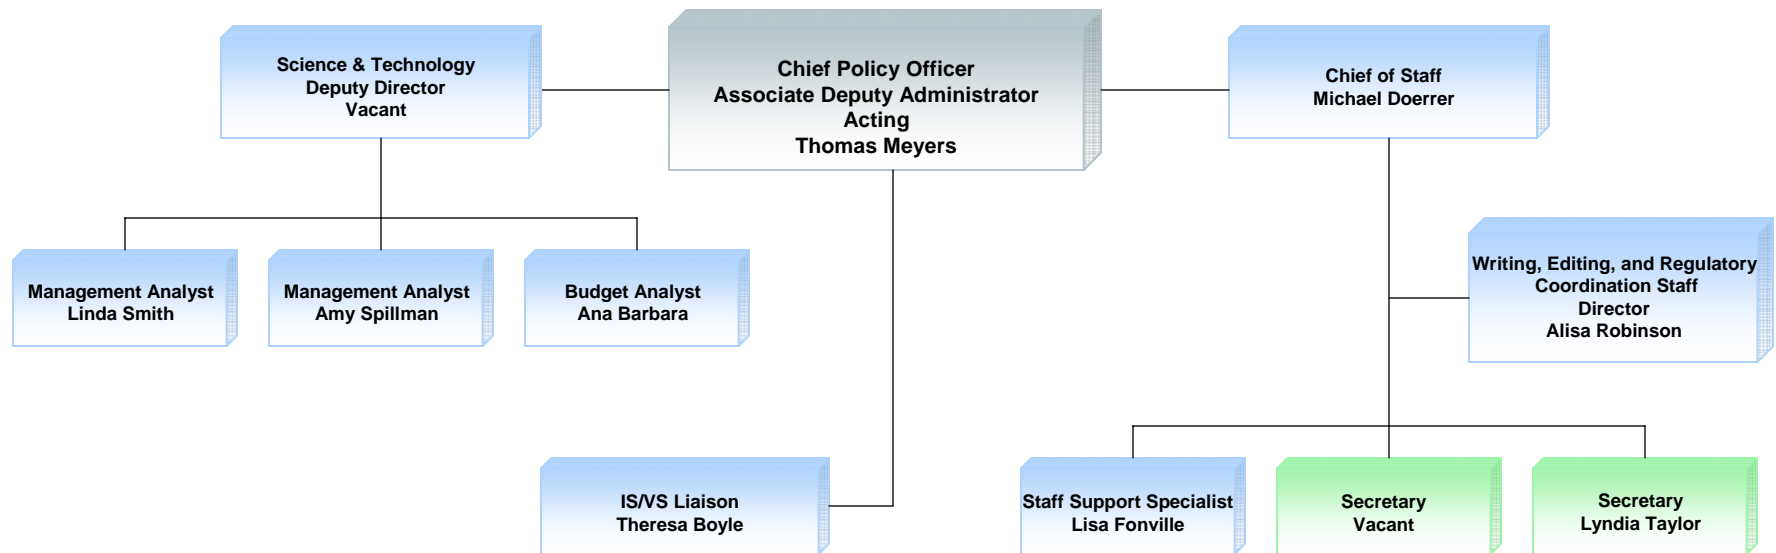 Science & Technology
Deputy Director
Vacant
Chief Policy Officer
Associate Deputy Administrator
Acting
Thomas Meyers
Chief of Staff
Michael Doerrer
Management Analyst
Linda Smith
Management Analyst
Amy Spillman
Budget Analyst
Ana Barbara
Writing, Editing, and Regulatory
Coordination Staff
Director
Alisa Robinson
IS/VS Liaison
Theresa Boyle
Staff Support Specialist
Lisa Fonville
Secretary
Vacant
Secretary
Lyndia Taylor